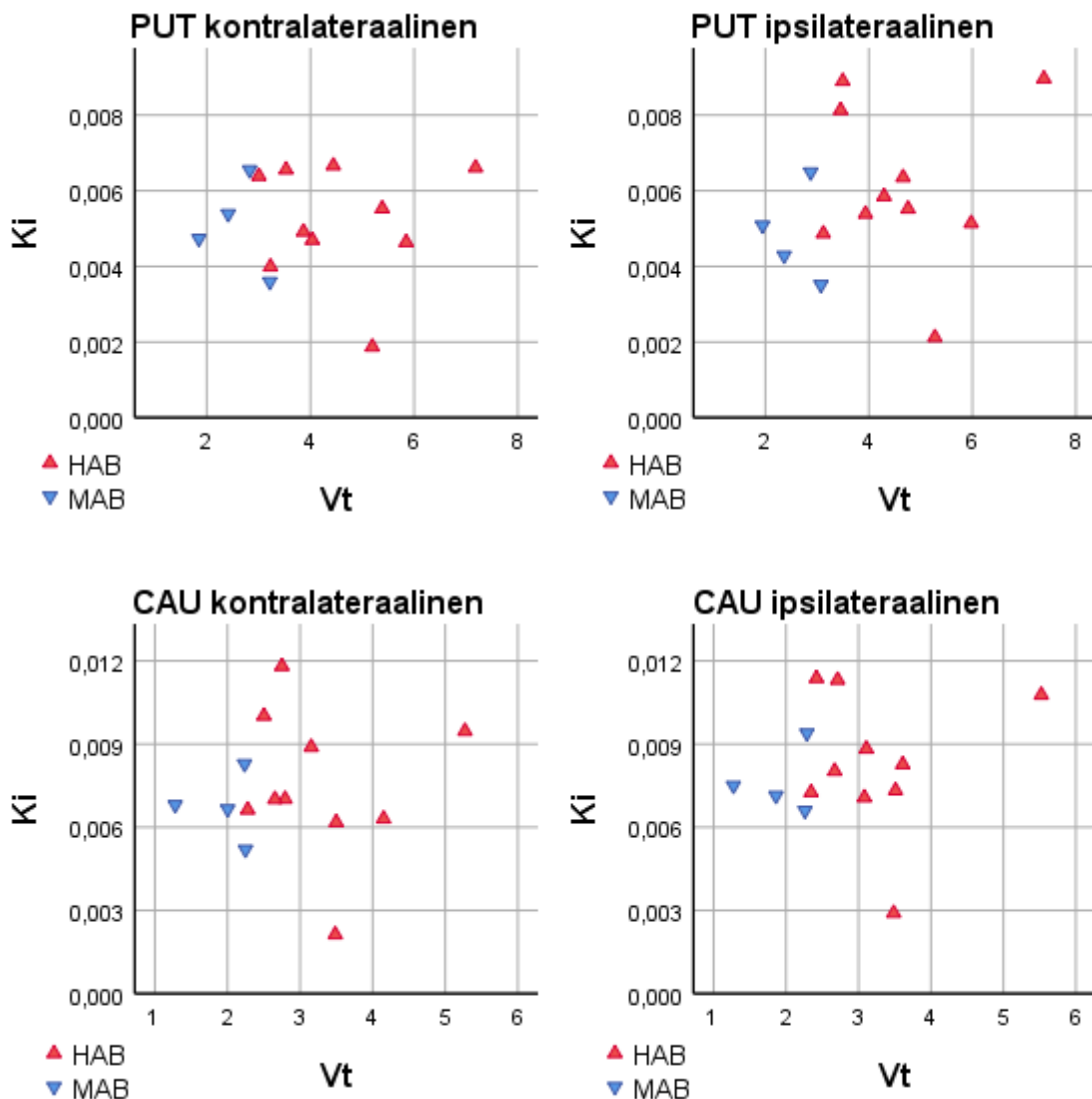 PUT kontralateraalinen
0,008
0,006
0,004
0,002
0,000
Ki
2 4 6 8
HAB
MAB
Vt
PUT ipsilateraalinen
0,008
0,006
0,004
0,002
0,000
Ki
2 4 6 8
HAB
MAB
Vt
CAU kontralateraalinen
0,012
0,009
0,006
0,003
0,000
Ki
1 2 3 4 5 6
HAB
MAB
Vt
CAU ipsilateraalinen
0,012
0,009
0,006
0,003
0,000
Ki
1 2 3 4 5 6
HAB
MAB
Vt